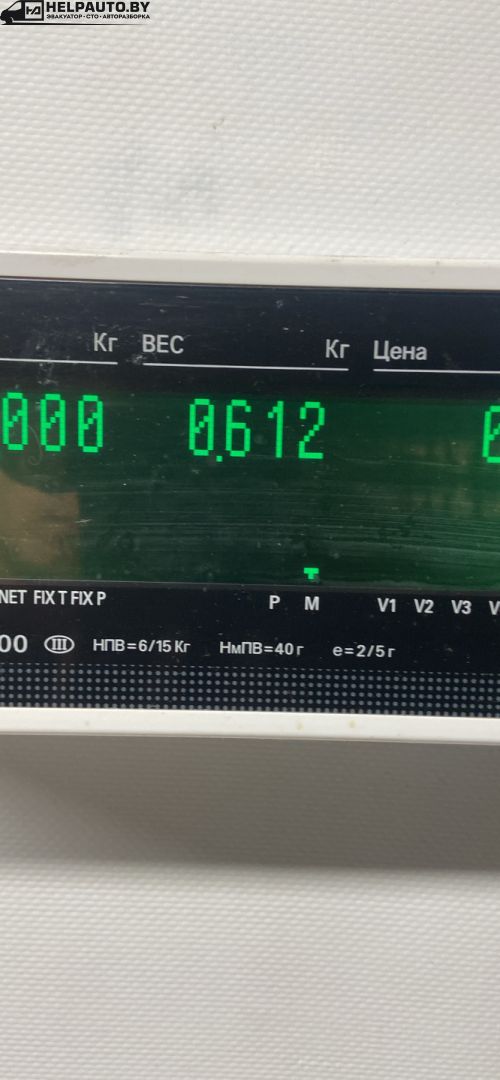 HELPAUTO.BY
ЭВАКУАТОР · СТО · АВТОРАЗБОРКА
Кг ВЕС Кг Цена
000 0.612
NET FIX T FIX P P M V1 V2 V3
00 III НПВ=6/15 Кг НмПВ=40 г e=2/5 г